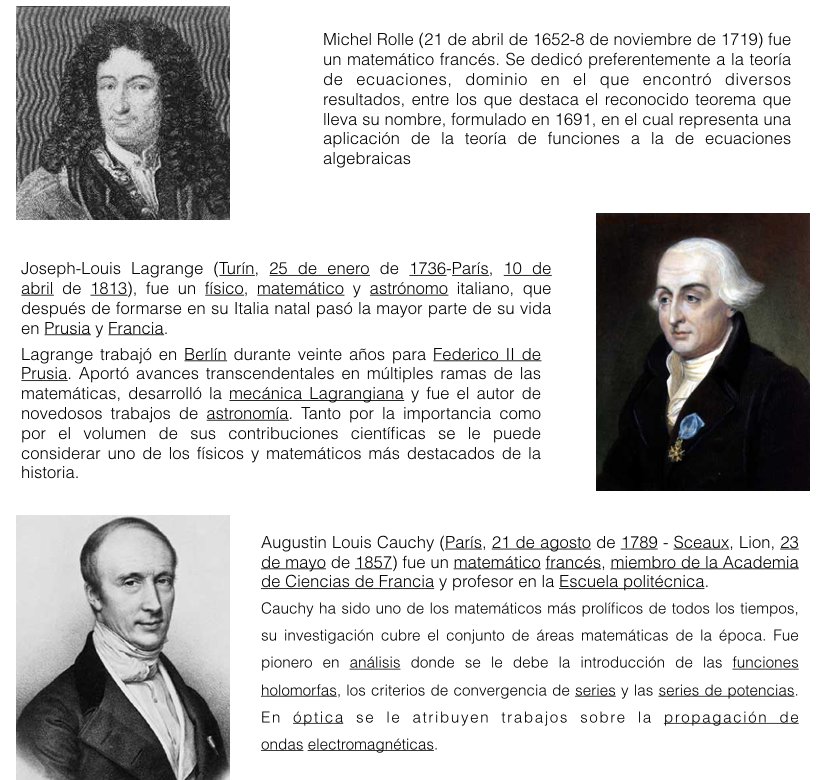 Michel Rolle (21 de abril de 1652-8 de noviembre de 1719) fue
un matemático francés. Se dedicó preferentemente a la teoría
de ecuaciones, dominio en el que encontró diversos
resultados, entre los que destaca el reconocido teorema que
lleva su nombre, formulado en 1691, en el cual representa una
aplicación de la teoría de funciones a la de ecuaciones
algebraicas
Joseph-Louis Lagrange (Turín, 25 de enero de 1736-París, 10 de
abril de 1813), fue un físico, matemático y astrónomo italiano, que
después de formarse en su Italia natal pasó la mayor parte de su vida
en Prusia y Francia.
Lagrange trabajó en Berlín durante veinte años para Federico II de
Prusia. Aportó avances transcendentales en múltiples ramas de las
matemáticas, desarrolló la mecánica Lagrangiana y fue el autor de
novedosos trabajos de astronomía. Tanto por la importancia como
por el volumen de sus contribuciones científicas se le puede
considerar uno de los físicos y matemáticos más destacados de la
historia.
Augustin Louis Cauchy (París, 21 de agosto de 1789 - Sceaux, Lion, 23
de mayo de 1857) fue un matemático francés, miembro de la Academia
de Ciencias de Francia y profesor en la Escuela politécnica.
Cauchy ha sido uno de los matemáticos más prolíficos de todos los tiempos,
su investigación cubre el conjunto de áreas matemáticas de la época. Fue
pionero en análisis donde se le debe la introducción de las funciones
holomorfas, los criterios de convergencia de series y las series de potencias.
En óptica se le atribuyen trabajos sobre la propagación de
ondas electromagnéticas.